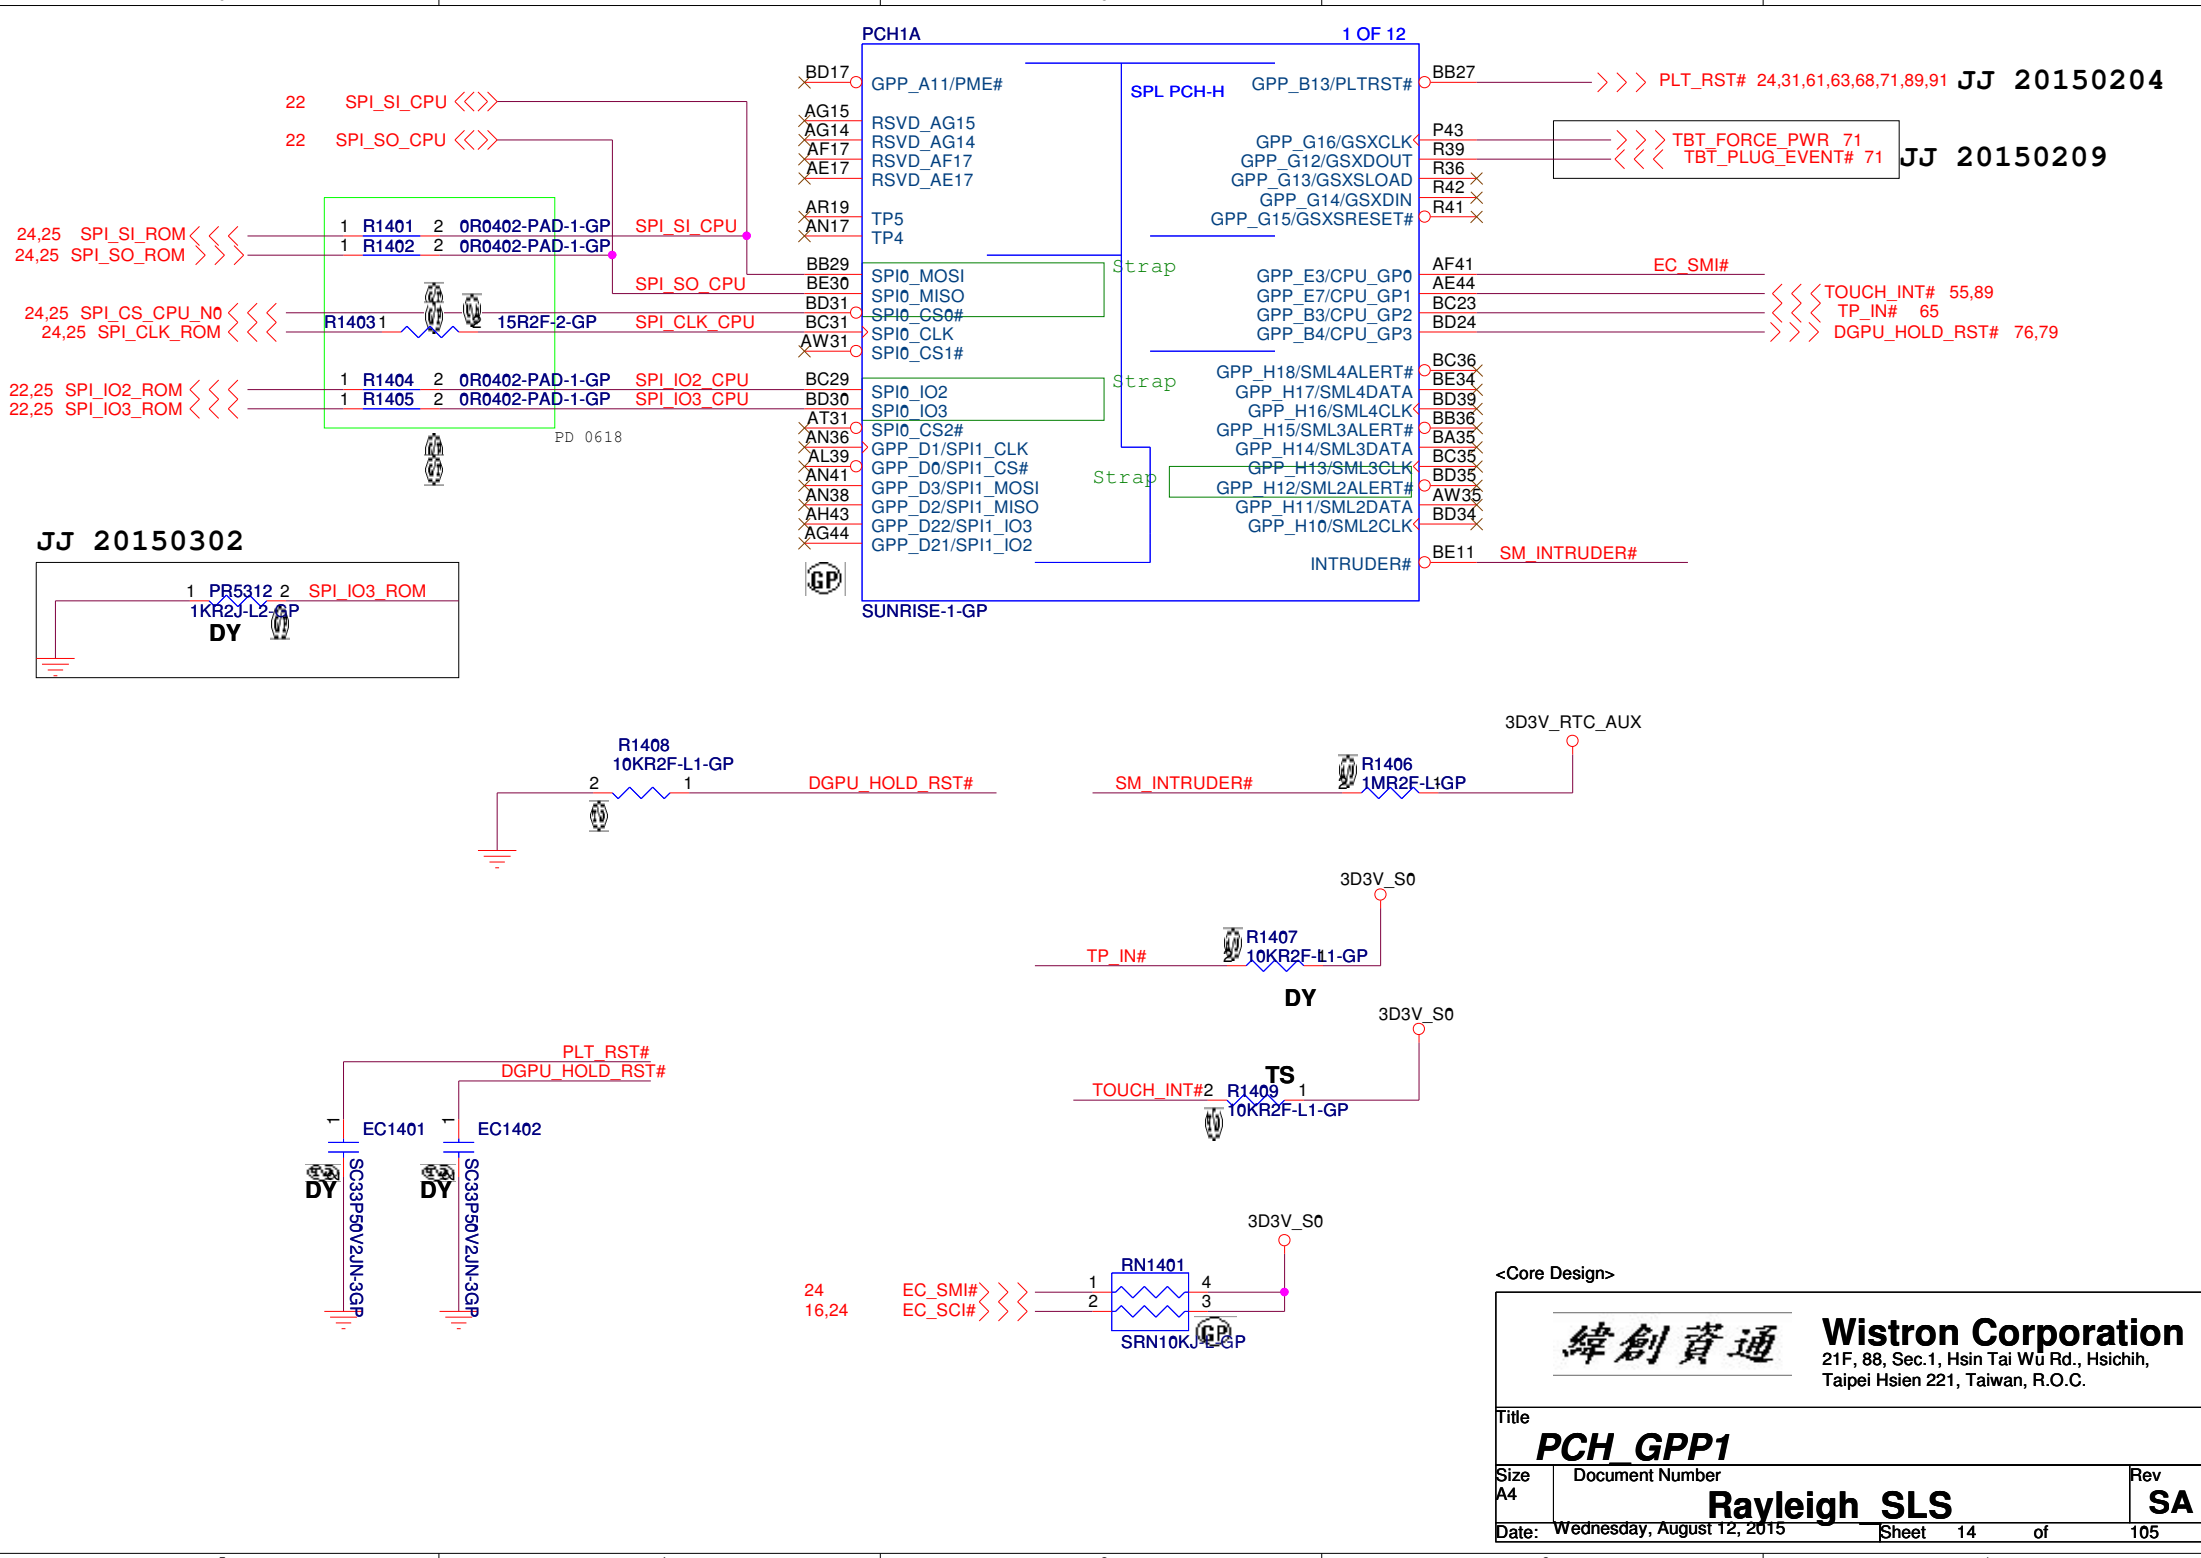 PCH1A
1 OF 12
SPL PCH-H
BD17 GPP_A11/PME#
AG15 RSVD_AG15
AG14 RSVD_AG14
AF17 RSVD_AF17
AE17 RSVD_AE17
AR19 TP5
AN17 TP4
BB29 SPI0_MOSI
BE30 SPI0_MISO
BD31 SPI0_CS0#
BC31 SPI0_CLK
AW31 SPI0_CS1#
BC29 SPI0_IO2
BD30 SPI0_IO3
AT31 SPI0_CS2#
AN36 GPP_D1/SPI1_CLK
AL39 GPP_D0/SPI1_CS#
AN41 GPP_D3/SPI1_MOSI
AN38 GPP_D2/SPI1_MISO
AH43 GPP_D22/SPI1_IO3
AG44 GPP_D21/SPI1_IO2
Strap
Strap
Strap
GPP_B13/PLTRST# BB27
GPP_G16/GSXCLK P43
GPP_G12/GSXDOUT R39
GPP_G13/GSXSLOAD R36
GPP_G14/GSXDIN R42
GPP_G15/GSXSRESET# R41
GPP_E3/CPU_GP0 AF41
GPP_E7/CPU_GP1 AE44
GPP_B3/CPU_GP2 BC23
GPP_B4/CPU_GP3 BD24
GPP_H18/SML4ALERT# BC36
GPP_H17/SML4DATA BE34
GPP_H16/SML4CLK BD39
GPP_H15/SML3ALERT# BB36
GPP_H14/SML3DATA BA35
GPP_H13/SML3CLK BC35
GPP_H12/SML2ALERT# BD35
GPP_H11/SML2DATA AW35
GPP_H10/SML2CLK BD34
INTRUDER# BE11
SM_INTRUDER#
GP
SUNRISE-1-GP
PLT_RST# 24,31,61,63,68,71,89,91 JJ 20150204
TBT_FORCE_PWR 71
TBT_PLUG_EVENT# 71 JJ 20150209
EC_SMI#
TOUCH_INT# 55,89
TP_IN# 65
DGPU_HOLD_RST# 76,79
22 SPI_SI_CPU
22 SPI_SO_CPU
24,25 SPI_SI_ROM 1 R1401 2 0R0402-PAD-1-GP SPI_SI_CPU
24,25 SPI_SO_ROM 1 R1402 2 0R0402-PAD-1-GP
SPI_SO_CPU
24,25 SPI_CS_CPU_N0
24,25 SPI_CLK_ROM R1403 1 2 15R2F-2-GP SPI_CLK_CPU
22,25 SPI_IO2_ROM 1 R1404 2 0R0402-PAD-1-GP SPI_IO2_CPU
22,25 SPI_IO3_ROM 1 R1405 2 0R0402-PAD-1-GP SPI_IO3_CPU
PD 0618
JJ 20150302
1 PR5312 2 SPI_IO3_ROM
1KR2J-L2-GP
DY
R1408
10KR2F-L1-GP
2 1 DGPU_HOLD_RST#
3D3V_RTC_AUX
R1406
SM_INTRUDER# 2 1MR2F-L-GP 1
3D3V_S0
R1407
TP_IN# 2 10KR2F-L1-GP 1
DY
3D3V_S0
TS
TOUCH_INT# 2 R1409 1
10KR2F-L1-GP
PLT_RST#
DGPU_HOLD_RST#
1 EC1401
1 EC1402
DY
DY
SC33P50V2JN-3GP
SC33P50V2JN-3GP
3D3V_S0
RN1401
24 EC_SMI# 1 4
16,24 EC_SCI# 2 3
GP
SRN10KJ-L-GP
<Core Design>
緯創資通
Wistron Corporation
21F, 88, Sec.1, Hsin Tai Wu Rd., Hsichih,
Taipei Hsien 221, Taiwan, R.O.C.
Title
PCH_GPP1
Size Document Number Rev
A4 Rayleigh_SLS SA
Date: Wednesday, August 12, 2015 Sheet 14 of 105